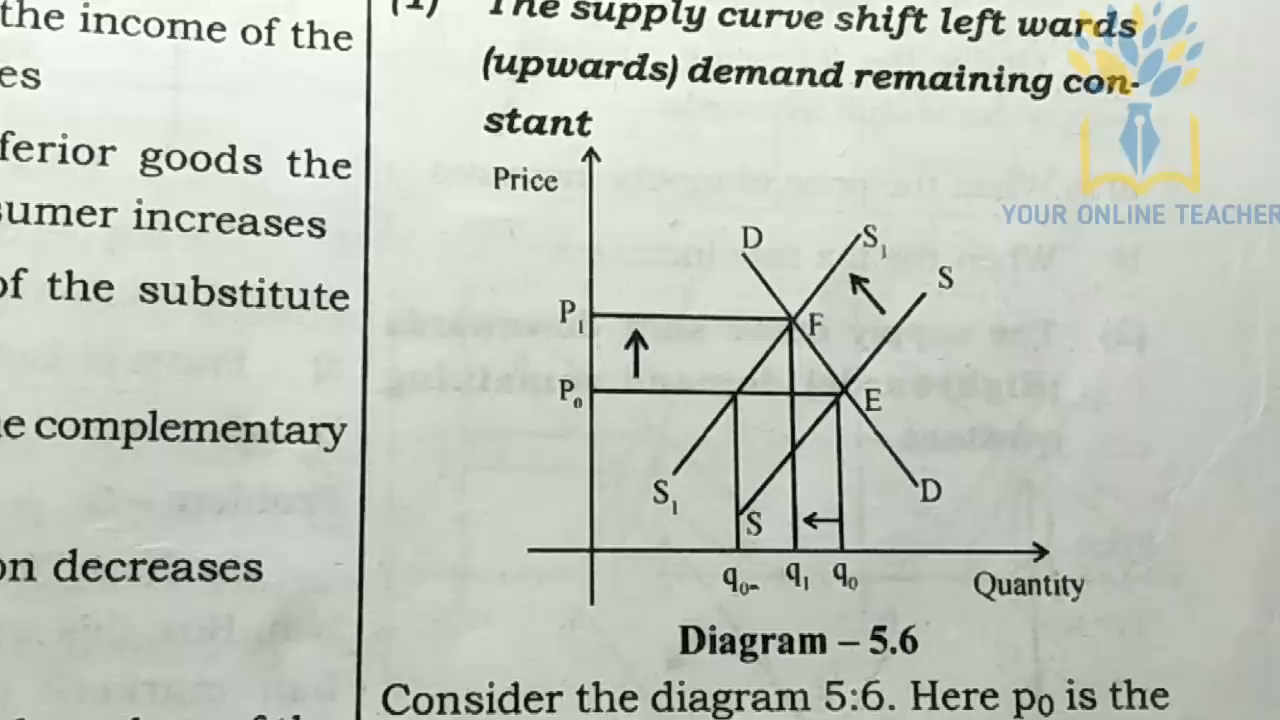 the income of the
es
ferior goods the
sumer increases
of the substitute
e complementary
on decreases
(1) The supply curve shift left wards
(upwards) demand remaining con-
stant
Price
D
S₁
S
P₁
F
P₀
E
S₁
S
D
q₀-
q₁
q₀
Quantity
Diagram – 5.6
Consider the diagram 5:6. Here p₀ is the
YOUR ONLINE TEACHER